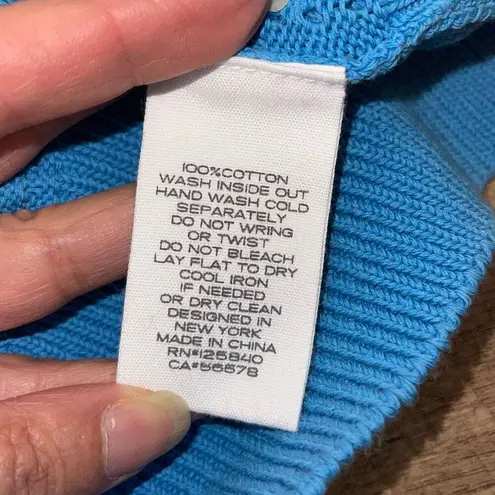 100%COTTON
WASH INSIDE OUT
HAND WASH COLD
SEPARATELY
DO NOT WRING
OR TWIST
DO NOT BLEACH
LAY FLAT TO DRY
COOL IRON
IF NEEDED
OR DRY CLEAN
DESIGNED IN
NEW YORK
MADE IN CHINA
RN#125840
CA#56578